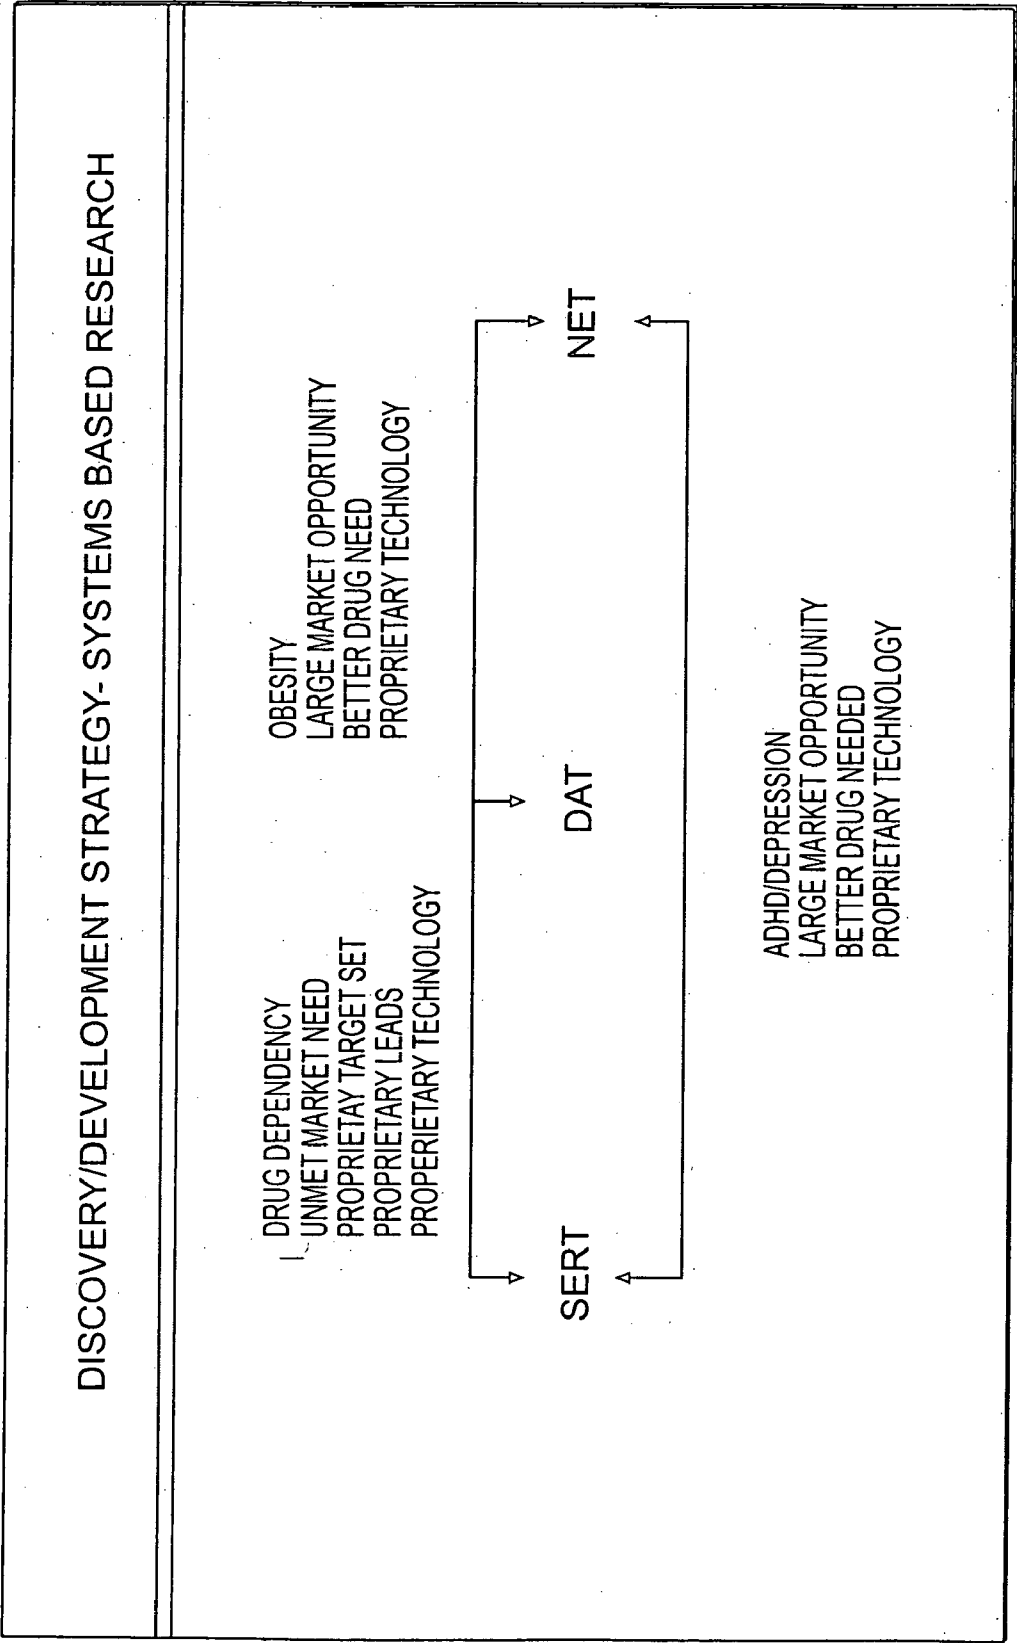 DISCOVERY/DEVELOPMENT STRATEGY- SYSTEMS BASED RESEARCH
DRUG DEPENDENCY
UNMET MARKET NEED
PROPRIETAY TARGET SET
PROPRIETARY LEADS
PROPERIETARY TECHNOLOGY
OBESITY
LARGE MARKET OPPORTUNITY
BETTER DRUG NEED
PROPRIETARY TECHNOLOGY
SERT
DAT
NET
ADHD/DEPRESSION
LARGE MARKET OPPORTUNITY
BETTER DRUG NEEDED
PROPRIETARY TECHNOLOGY